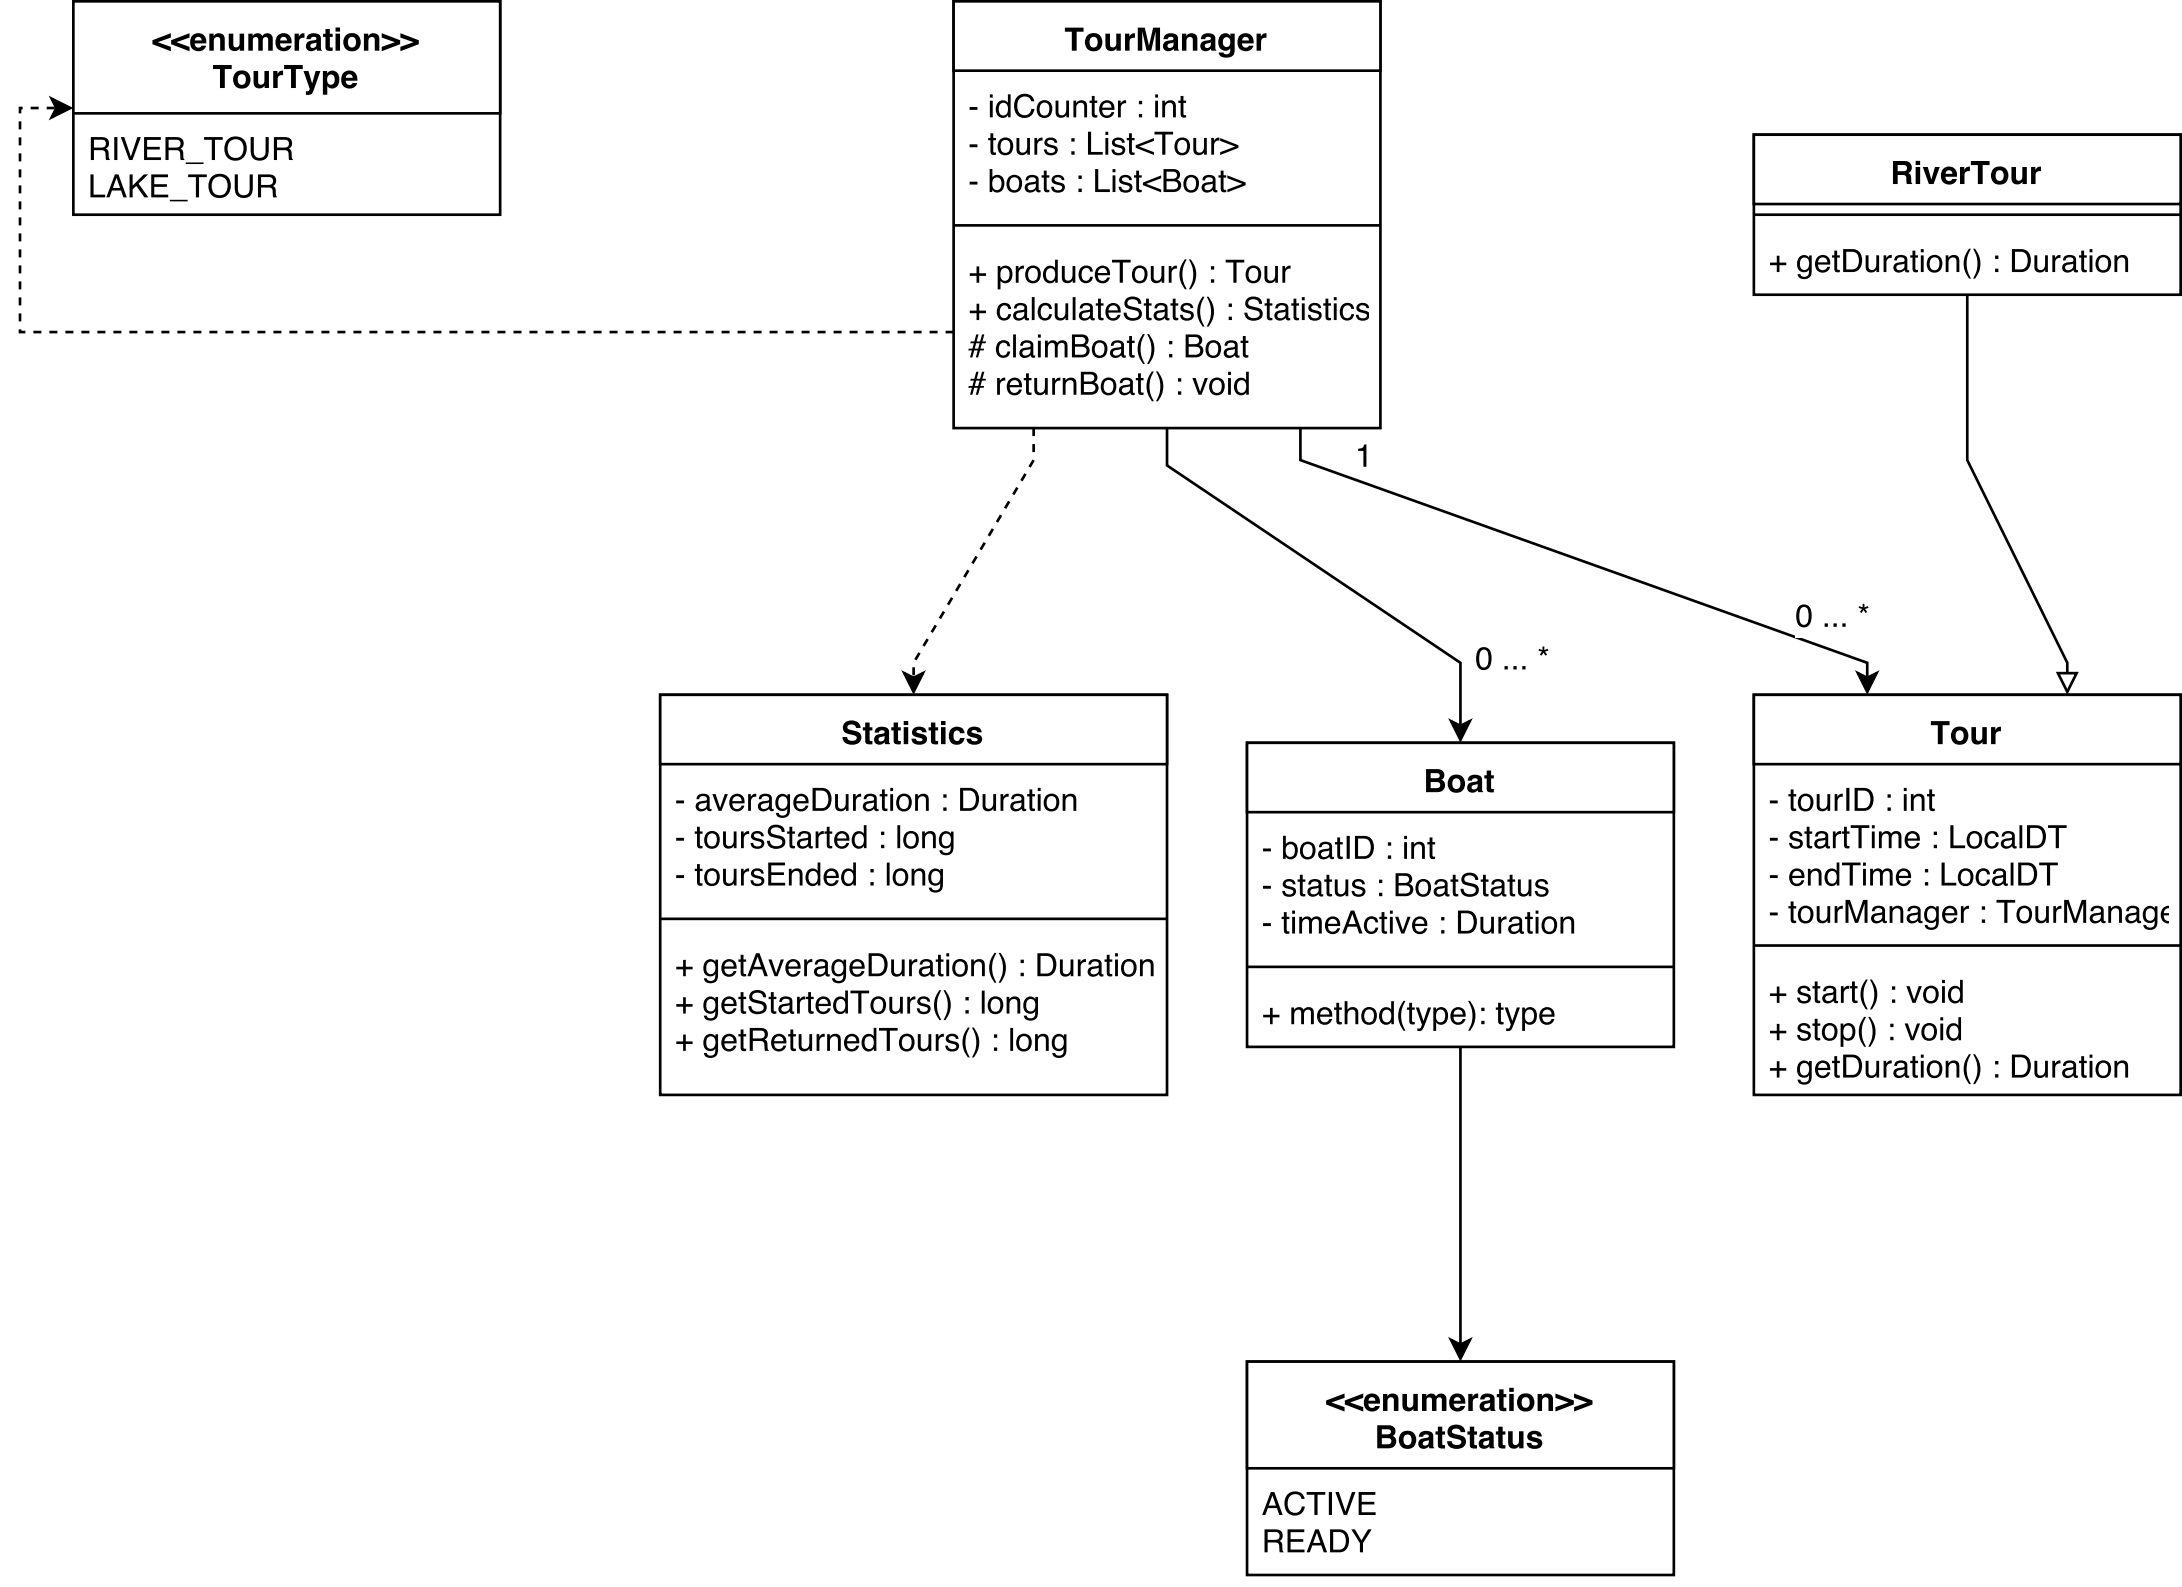 <<enumeration>>
TourType
RIVER_TOUR
LAKE_TOUR
TourManager
- idCounter : int
- tours : List<Tour>
- boats : List<Boat>
+ produceTour() : Tour
+ calculateStats() : Statistics
# claimBoat() : Boat
# returnBoat() : void
RiverTour
+ getDuration() : Duration
1
0 ... *
0 ... *
Statistics
- averageDuration : Duration
- toursStarted : long
- toursEnded : long
+ getAverageDuration() : Duration
+ getStartedTours() : long
+ getReturnedTours() : long
Boat
- boatID : int
- status : BoatStatus
- timeActive : Duration
+ method(type): type
Tour
- tourID : int
- startTime : LocalDT
- endTime : LocalDT
- tourManager : TourManage
+ start() : void
+ stop() : void
+ getDuration() : Duration
<<enumeration>>
BoatStatus
ACTIVE
READY